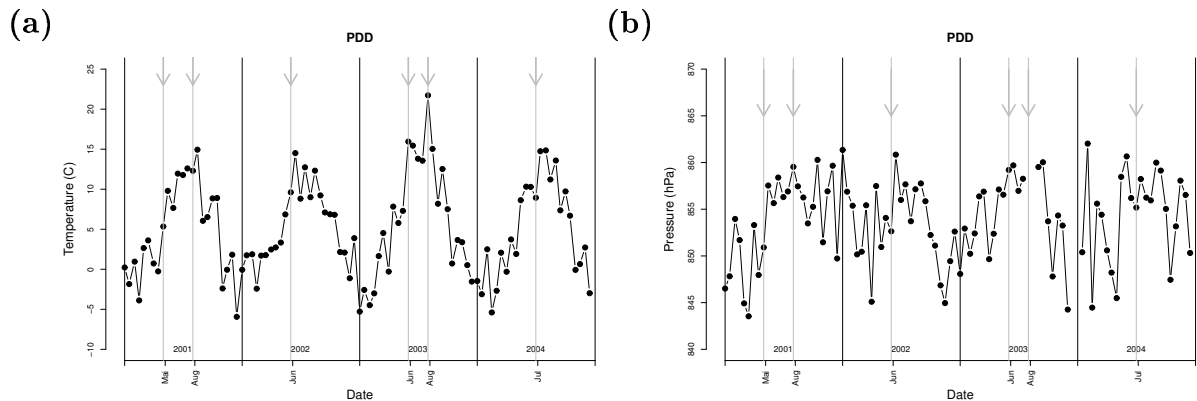 (a)
PDD
Temperature (C)
25
20
15
10
5
0
−5
−10
2001
2002
2003
2004
Mai
Aug
Jun
Jun
Aug
Jul
Date
(b)
PDD
Pressure (hPa)
870
865
860
855
850
845
840
2001
2002
2003
2004
Mai
Aug
Jun
Jun
Aug
Jul
Date